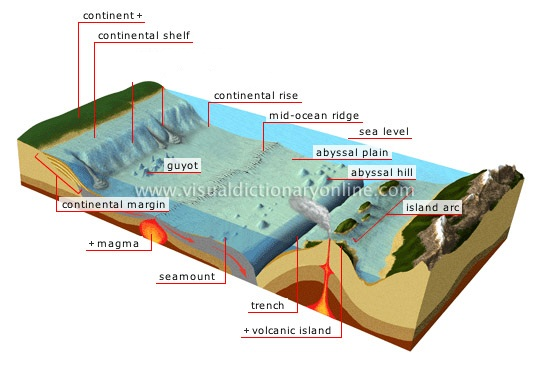 continent +
continental shelf
continental rise
mid-ocean ridge
sea level
abyssal plain
guyot
abyssal hill
www.visualdictionaryonline.com
continental margin
island arc
+ magma
seamount
trench
+ volcanic island